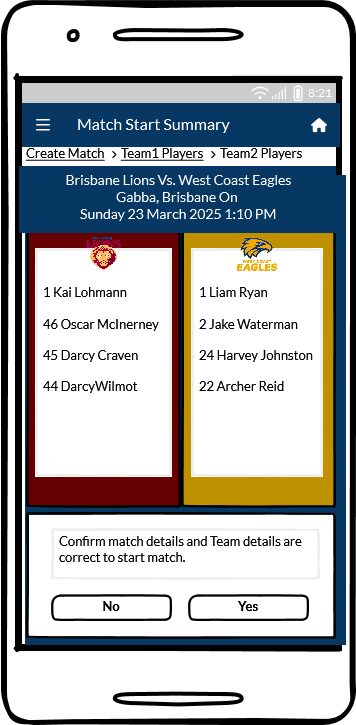 8:21
Match Start Summary
Create Match > Team1 Players > Team2 Players
Brisbane Lions Vs. West Coast Eagles
Gabba, Brisbane On
Sunday 23 March 2025 1:10 PM
LIONS
1 Kai Lohmann
46 Oscar McInerney
45 Darcy Craven
44 DarcyWilmot
WEST COAST
EAGLES
1 Liam Ryan
2 Jake Waterman
24 Harvey Johnston
22 Archer Reid
Confirm match details and Team details are
correct to start match.
No
Yes